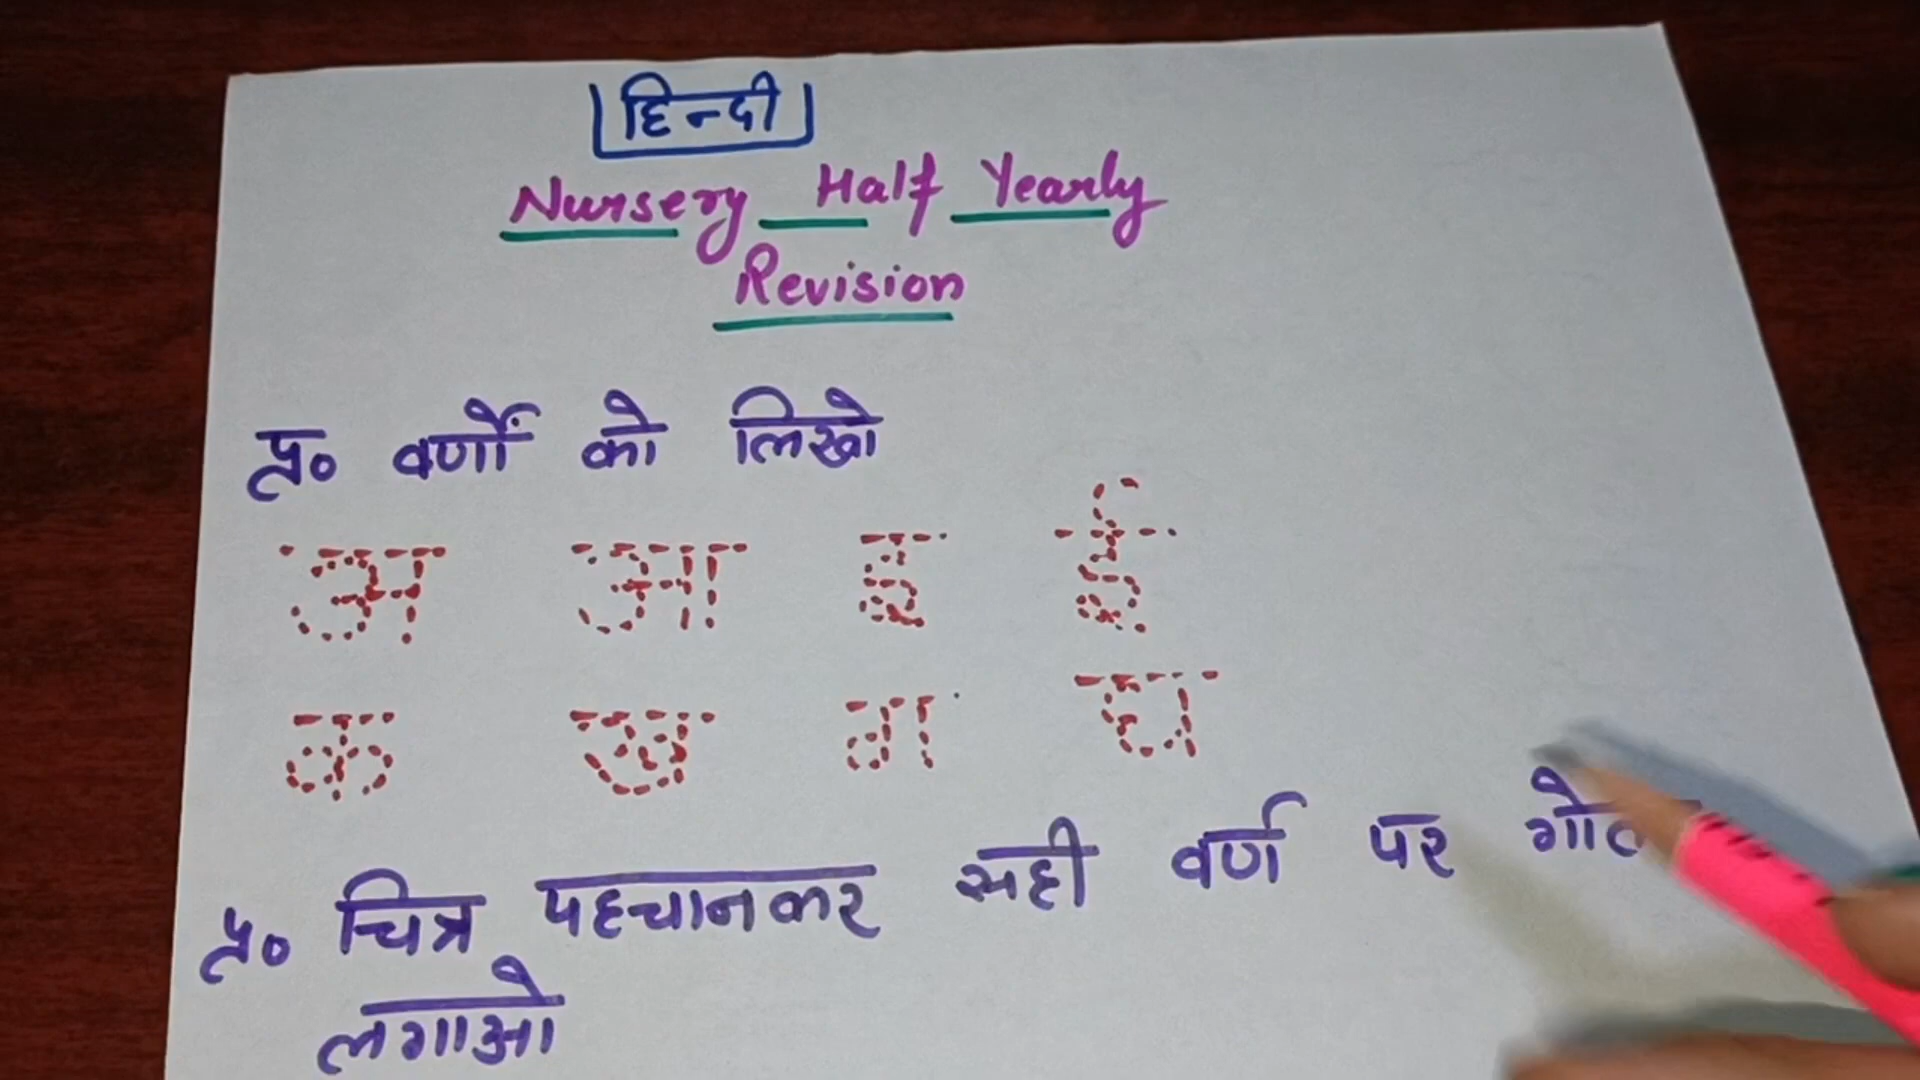 हिन्दी
Nursery Half Yearly
Revision
प्र० वर्णों को लिखो
अ आ इ ई
क ख ग घ
प्र० चित्र पहचानकर सही वर्ण पर
लगाओ